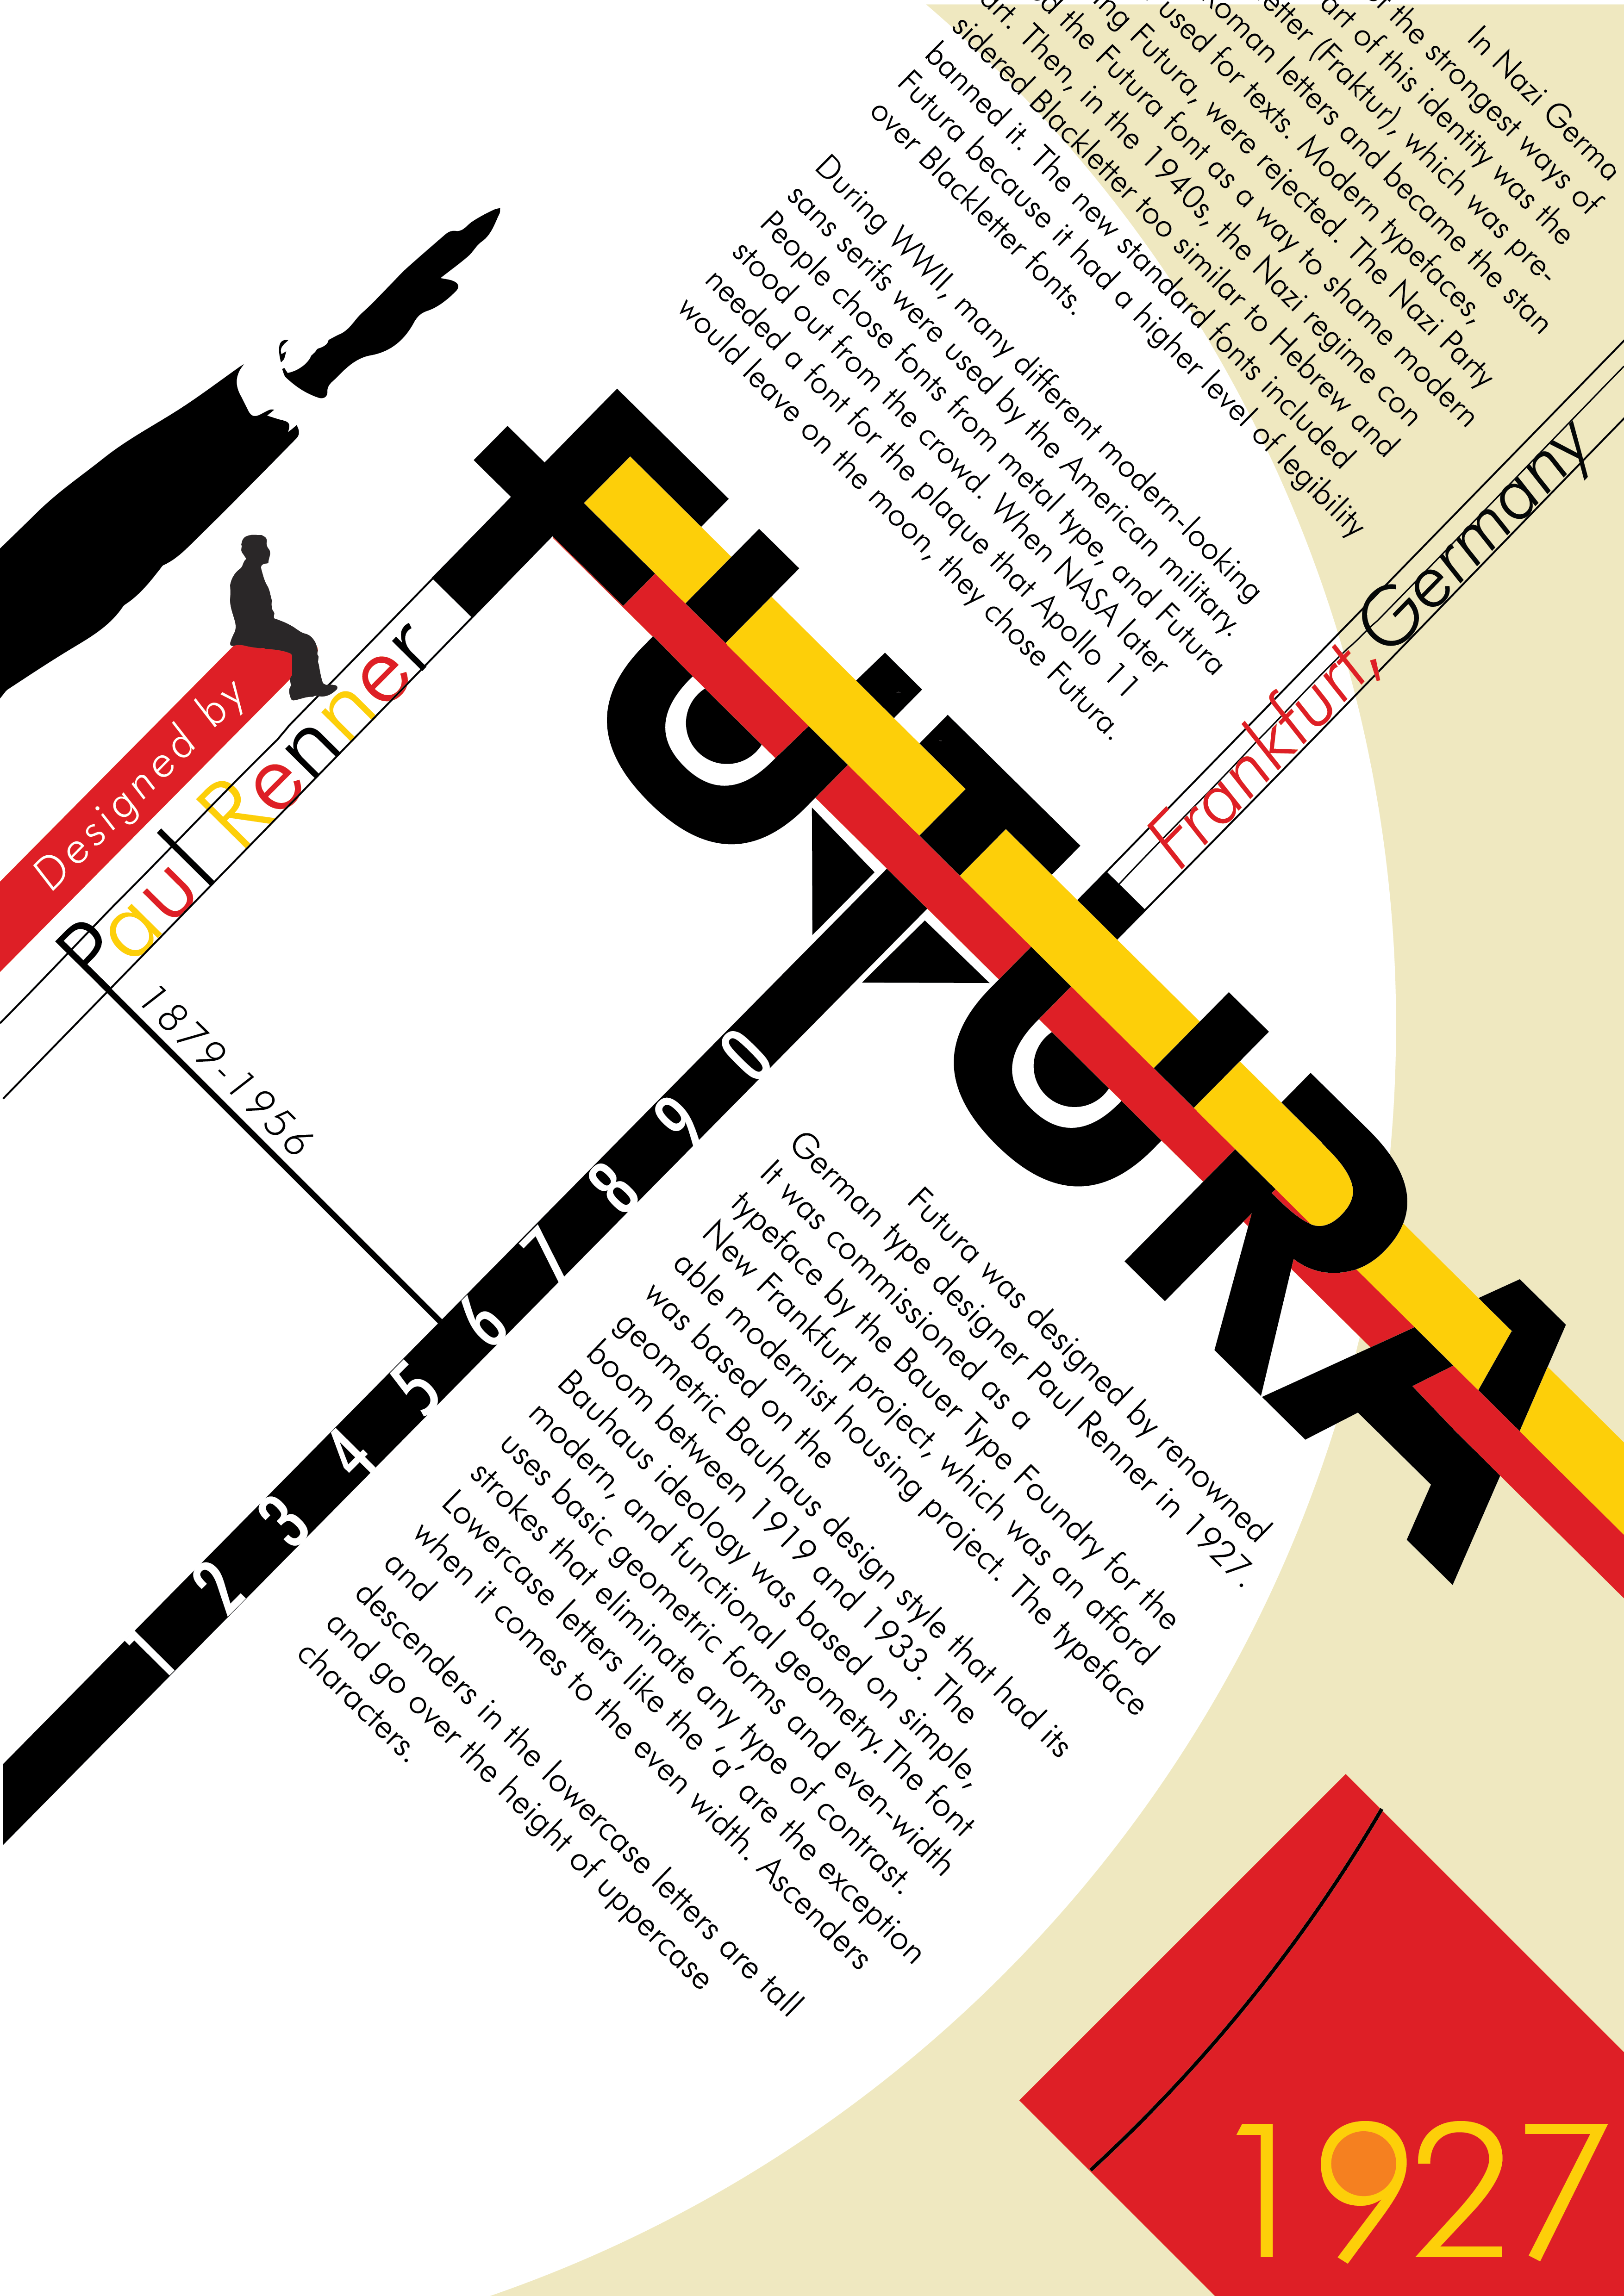 In Nazi Germa
the strongest ways of
art of this identity was the
etter (Fraktur), which was pre-
Roman letters and became the stan
used for texts. Modern typefaces,
ing Futura, were rejected. The Nazi Party
d the Futura font as a way to shame modern
art. Then, in the 1940s, the Nazi regime con
sidered Blackletter too similar to Hebrew and
banned it. The new standard fonts included
Futura because it had a higher level of legibility
over Blackletter fonts.
During WWII, many different modern-looking
sans serifs were used by the American military.
People chose fonts from metal type, and Futura
stood out from the crowd. When NASA later
needed a font for the plaque that Apollo 11
would leave on the moon, they chose Futura.
Frankfurt, Germany
FUTURA
Designed by
Paul Renner
1879-1956
1 2 3 4 5 6 7 8 9 0
Futura was designed by renowned
German type designer Paul Renner in 1927.
It was commissioned as a
typeface by the Bauer Type Foundry for the
New Frankfurt project, which was an afford
able modernist housing project. The typeface
was based on the
geometric Bauhaus design style that had its
boom between 1919 and 1933. The
Bauhaus ideology was based on simple,
modern, and functional geometry.The font
uses basic geometric forms and even-width
strokes that eliminate any type of contrast.
Lowercase letters like the ‘a’ are the exception
when it comes to the even width. Ascenders
and
descenders in the lowercase letters are tall
and go over the height of uppercase
characters.
1927